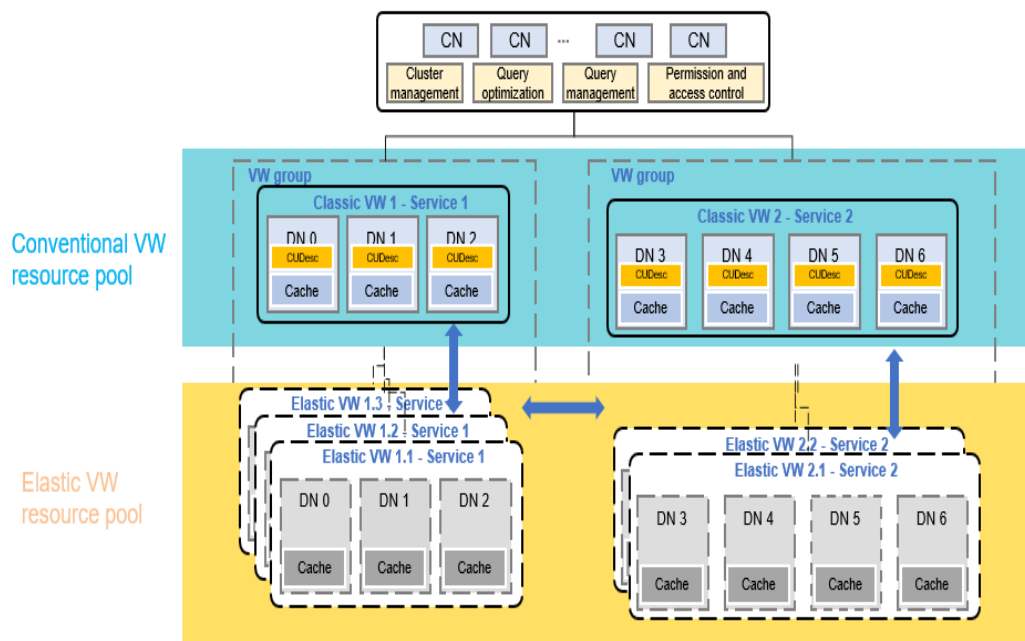 CN CN ... CN CN
Cluster management
Query optimization
Query management
Permission and access control
Conventional VW resource pool
VW group
Classic VW 1 - Service 1
DN 0 DN 1 DN 2
CUDesc CUDesc CUDesc
Cache Cache Cache
VW group
Classic VW 2 - Service 2
DN 3 DN 4 DN 5 DN 6
CUDesc CUDesc CUDesc CUDesc
Cache Cache Cache Cache
Elastic VW resource pool
Elastic VW 1.3 - Service
Elastic VW 1.2 - Service 1
Elastic VW 1.1 - Service 1
DN 0 DN 1 DN 2
Cache Cache Cache
Elastic VW 2.2 - Service 2
Elastic VW 2.1 - Service 2
DN 3 DN 4 DN 5 DN 6
Cache Cache Cache Cache